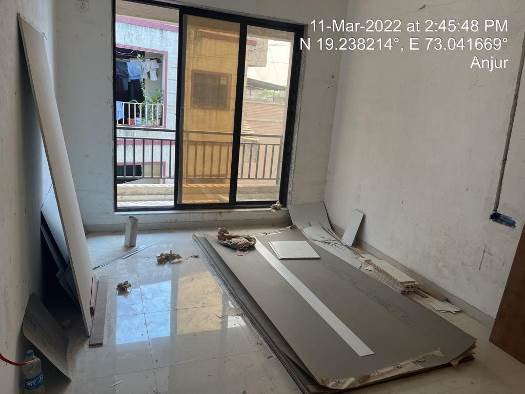 11-Mar-2022 at 2:45:48 PM
N 19.238214°, E 73.041669°
Anjur